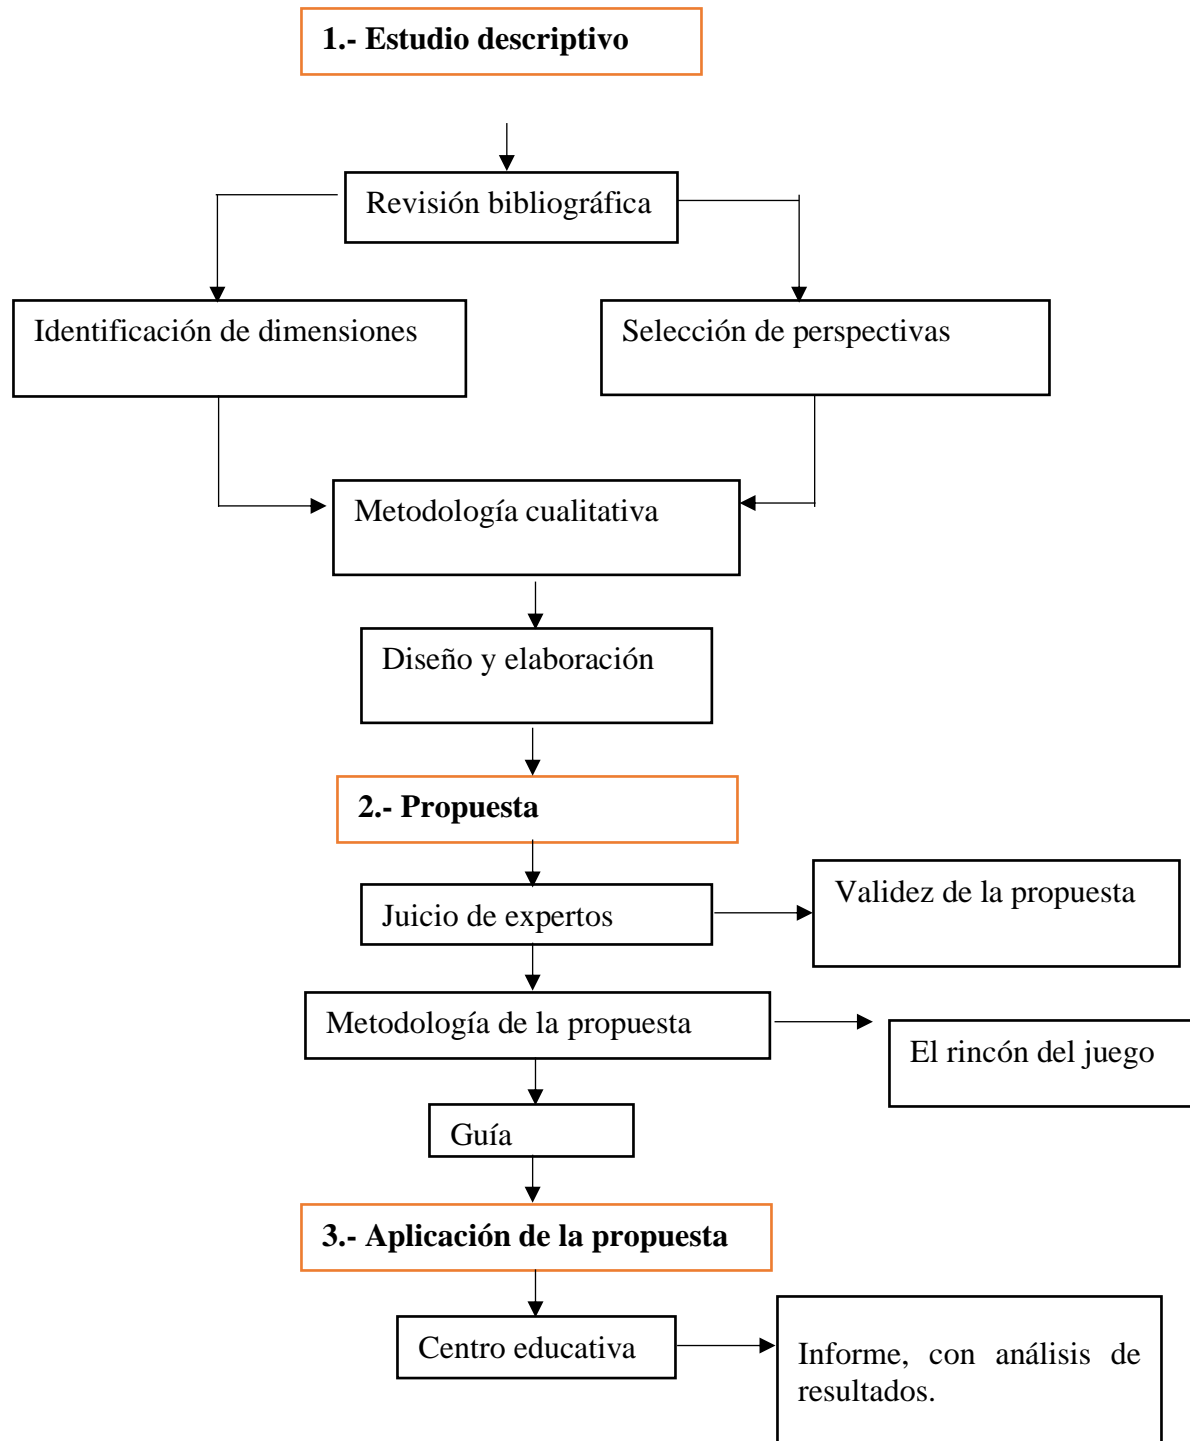 1.- Estudio descriptivo
Revisión bibliográfica
Identificación de dimensiones
Selección de perspectivas
Metodología cualitativa
Diseño y elaboración
2.- Propuesta
Validez de la propuesta
Juicio de expertos
Metodología de la propuesta
El rincón del juego
Guía
3.- Aplicación de la propuesta
Centro educativa
Informe, con análisis de
resultados.